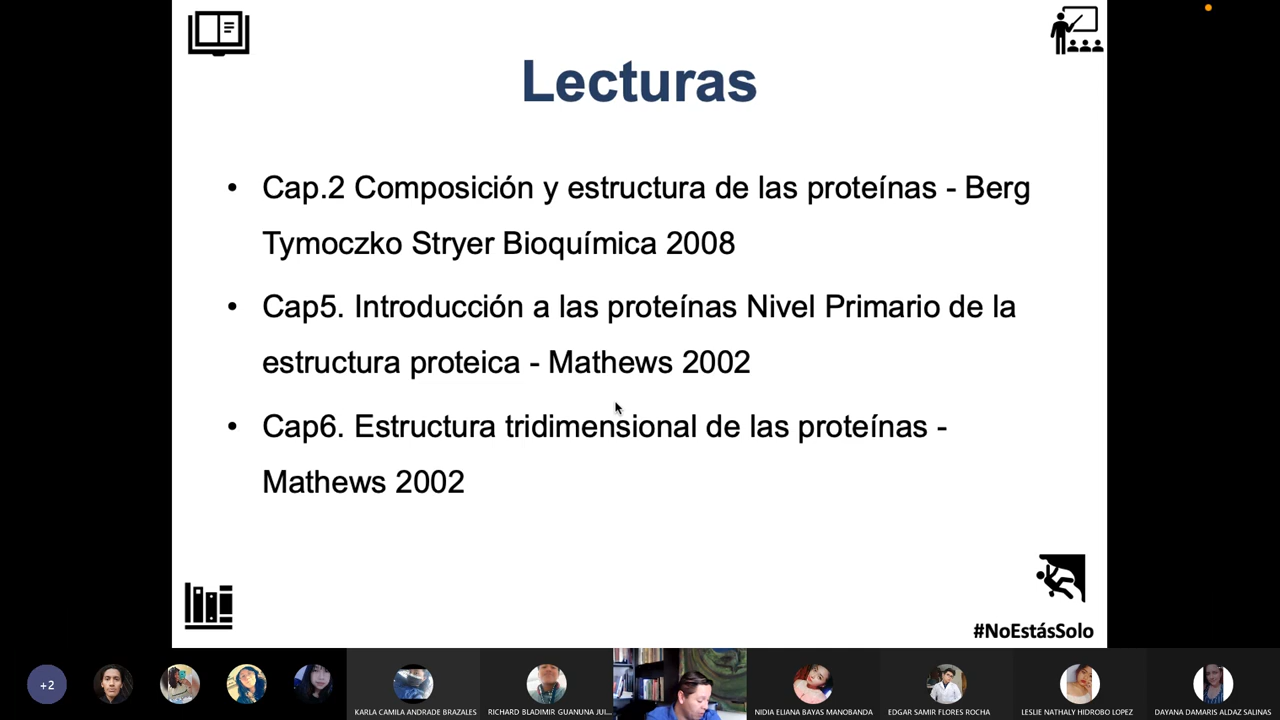 Lecturas
• Cap.2 Composición y estructura de las proteínas - Berg
Tymoczko Stryer Bioquímica 2008
• Cap5. Introducción a las proteínas Nivel Primario de la
estructura proteica - Mathews 2002
• Cap6. Estructura tridimensional de las proteínas -
Mathews 2002
#NoEstásSolo
+2
KARLA CAMILA ANDRADE BRAZALES
RICHARD BLADIMIR GUANUNA JUI...
NIDIA ELIANA BAYAS MANOBANDA
EDGAR SAMIR FLORES ROCHA
LESLIE NATHALY HIDROBO LOPEZ
DAYANA DAMARIS ALDAZ SALINAS